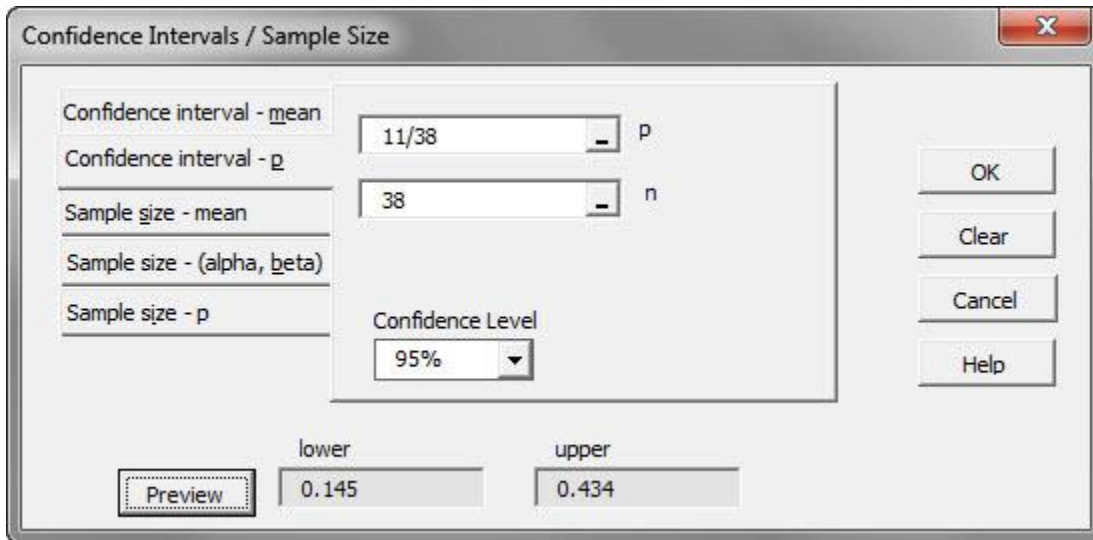 Confidence Intervals / Sample Size
Confidence interval - mean
Confidence interval - p
Sample size - mean
Sample size - (alpha, beta)
Sample size - p
11/38
p
38
n
Confidence Level
95%
OK
Clear
Cancel
Help
lower
upper
Preview
0.145
0.434